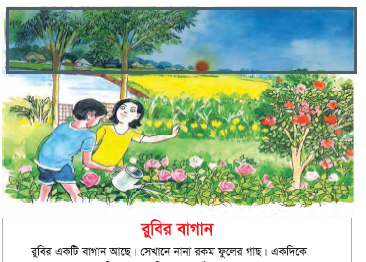 রুবির বাগান
রুবির একটি বাগান আছে। সেখানে নানা রকম ফুলের গাছ। একদিকে